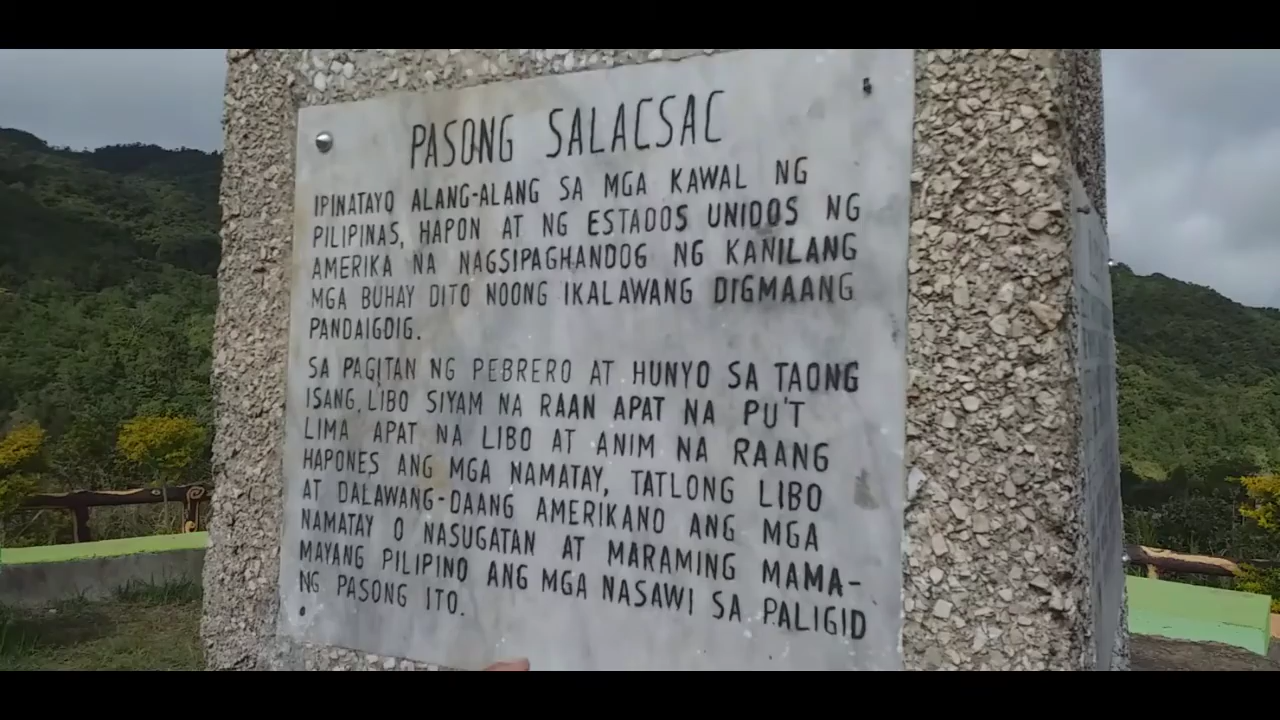 PASONG SALACSAC
IPINATAYO ALANG-ALANG SA MGA KAWAL NG
PILIPINAS, HAPON AT NG ESTADOS UNIDOS NG
AMERIKA NA NAGSIPAGHANDOG NG KANILANG
MGA BUHAY DITO NOONG IKALAWANG DIGMAANG
PANDAIGDIG.
SA PAGITAN NG PEBRERO AT HUNYO SA TAONG
ISANG LIBO SIYAM NA RAAN APAT NA PU'T
LIMA APAT NA LIBO AT ANIM NA RAANG
HAPONES ANG MGA NAMATAY, TATLONG LIBO
AT DALAWANG-DAANG AMERIKANO ANG MGA
NAMATAY O NASUGATAN AT MARAMING MAMA-
MAYANG PILIPINO ANG MGA NASAWI SA PALIGID
NG PASONG ITO.